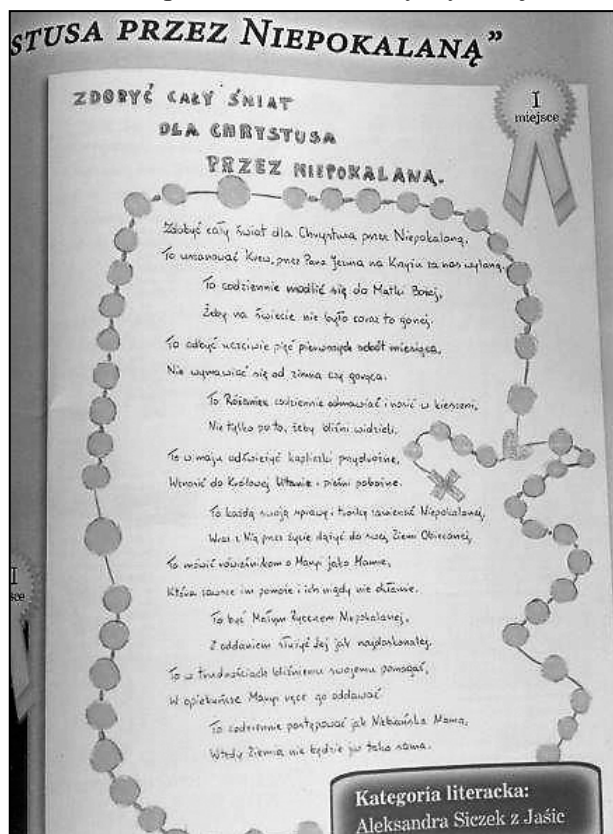 STUSA PRZEZ NIEPOKALANĄ”
I
miejsce
ZDOBYĆ CAŁY ŚWIAT
DLA CHRYSTUSA
PRZEZ NIEPOKALANĄ.
Zdobyć cały świat dla Chrystusa przez Niepokalaną,
To uszanować Krew, przez Pana Jezusa na Krzyżu za nas wylaną,
To codziennie modlić się do Matki Bożej,
Żeby na świecie nie było coraz to gorzej.
To odbyć uczciwie pięć pierwszych sobót miesiąca,
Nie wymawiać się od zimna czy gorąca.
To Różaniec codziennie odmawiać i nosić w kieszeni,
Nie tylko po to, żeby bliźni widzieli.
To w maju odświeżyć kapliczki przydrożne,
Wznosić do Królowej Litanie i pieśni pobożne.
To każdą swoją sprawę i troskę zawierzać Niepokalanej,
Wraz z Nią przez życie dążyć do swej Ziemi Obiecanej.
To mówić rówieśnikom o Maryi jako Mamie,
Która zawsze im pomoże i ich nigdy nie okłamie.
To być Małym Rycerzem Niepokalanej,
Z oddaniem służyć Jej jak najdoskonalej.
To w trudnościach bliźniemu swojemu pomagać,
W opiekuńcze Maryi ręce go oddawać
To codziennie postępować jak Niebiańska Mama,
Wtedy Ziemia nie będzie już taka sama.
I
sce
Kategoria literacka:
Aleksandra Siczek z Jaśic